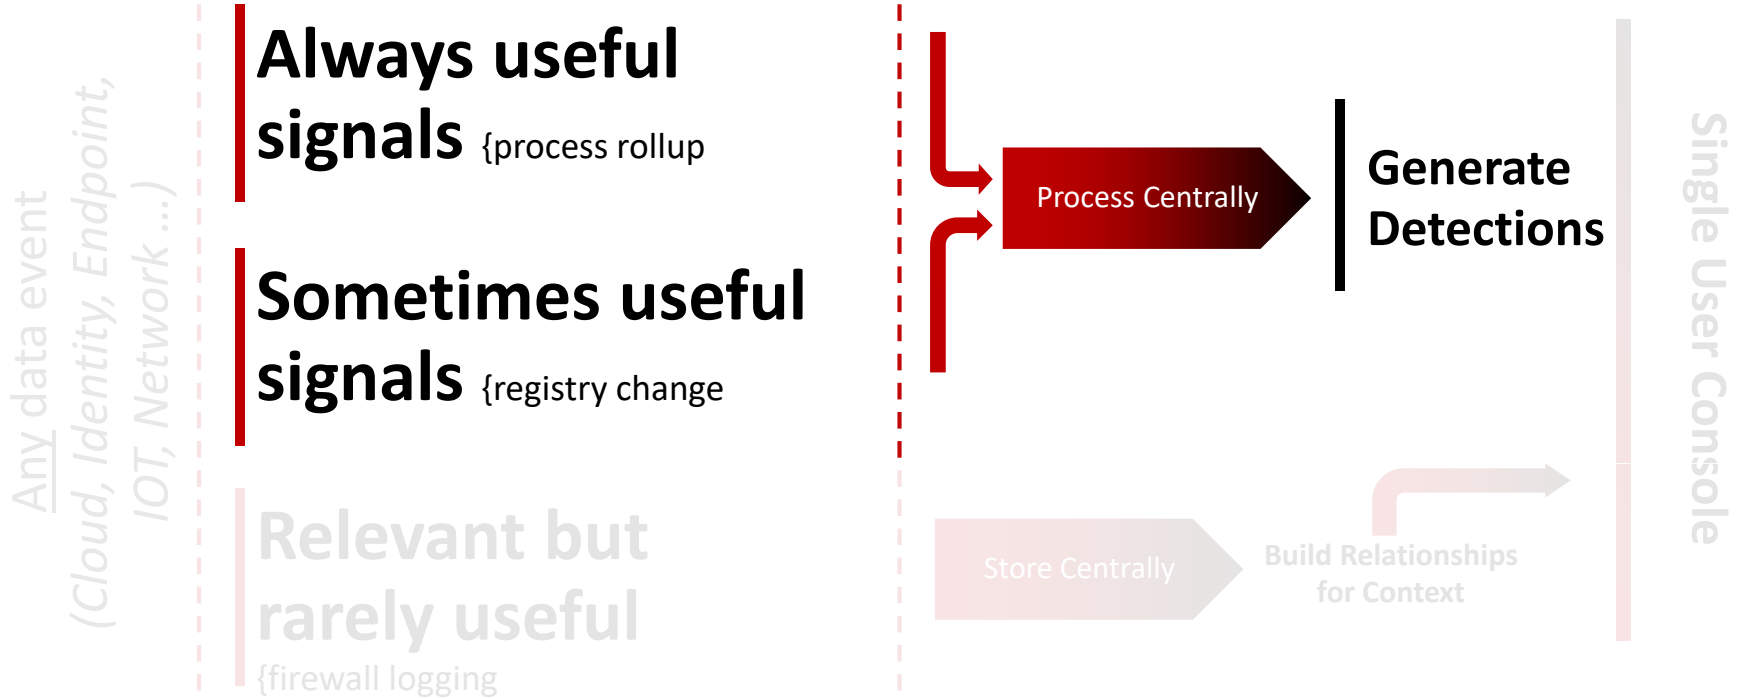 Any data event
(Cloud, Identity, Endpoint,
IOT, Network ...)
Always useful
signals {process rollup
Sometimes useful
signals {registry change
Relevant but
rarely useful
{firewall logging
Process Centrally
Generate
Detections
Store Centrally
Build Relationships
for Context
Single User Console